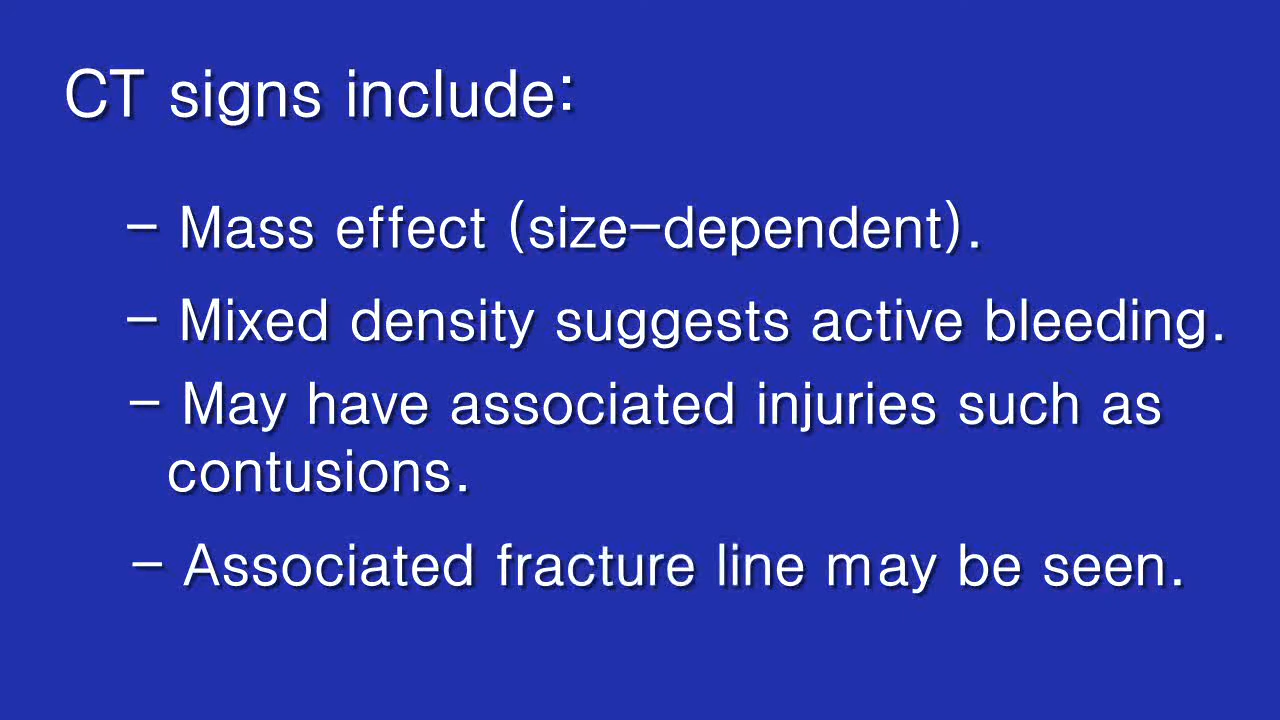 CT signs include:
- Mass effect (size-dependent).
- Mixed density suggests active bleeding.
- May have associated injuries such as
contusions.
- Associated fracture line may be seen.